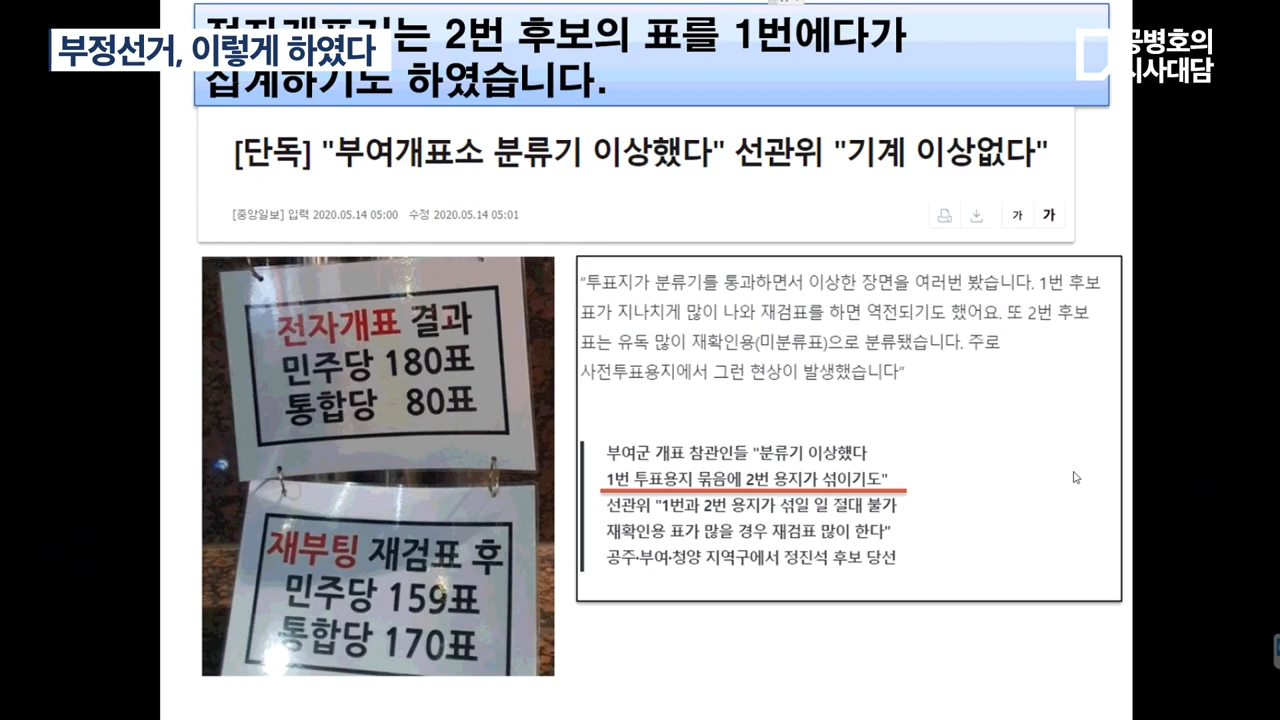 부정선거, 이렇게 하였다
는 2번 후보의 표를 1번에다가
집계하기도 하였습니다.
공병호의
시사대담
[단독] "부여개표소 분류기 이상했다" 선관위 "기계 이상없다"
[중앙일보] 입력 2020.05.14 05:00 수정 2020.05.14 05:01
가 가
전자개표 결과
민주당 180표
통합당 80표
재부팅 재검표 후
민주당 159표
통합당 170표
"투표지가 분류기를 통과하면서 이상한 장면을 여러번 봤습니다. 1번 후보
표가 지나치게 많이 나와 재검표를 하면 역전되기도 했어요. 또 2번 후보
표는 유독 많이 재확인용(미분류표)으로 분류됐습니다. 주로
사전투표용지에서 그런 현상이 발생했습니다"
부여군 개표 참관인들 "분류기 이상했다
1번 투표용지 묶음에 2번 용지가 섞이기도"
선관위 "1번과 2번 용지가 섞일 일 절대 불가
재확인용 표가 많을 경우 재검표 많이 한다"
공주·부여·청양 지역구에서 정진석 후보 당선